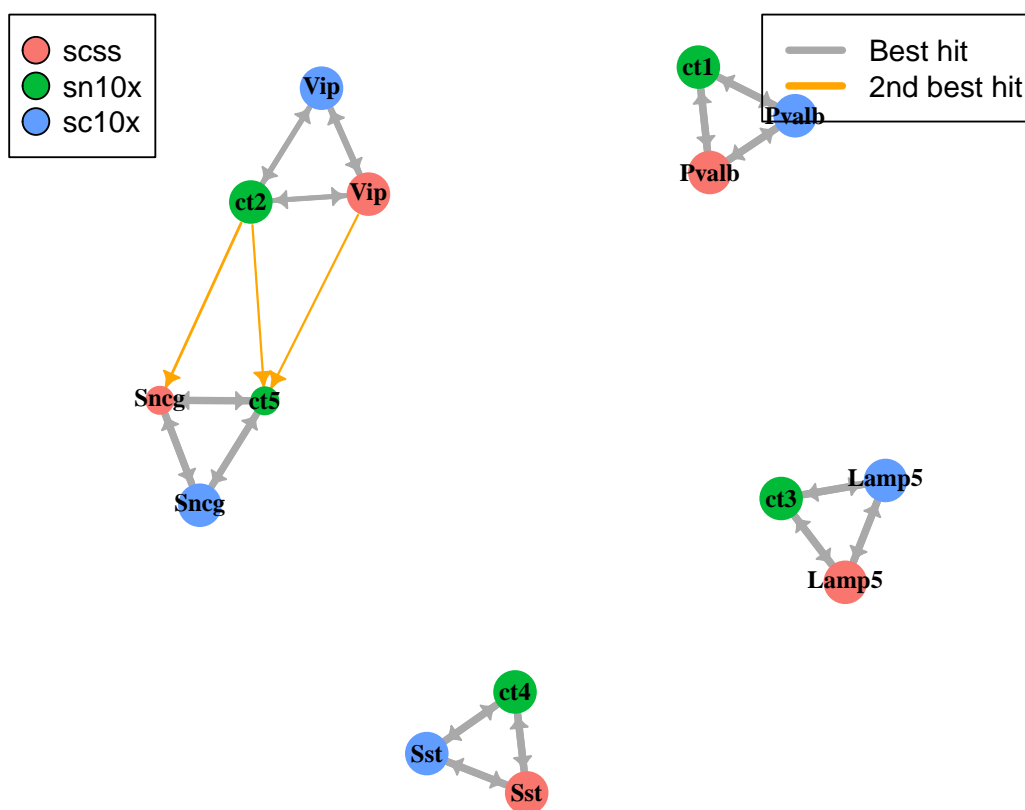 scss
sn10x
sc10x
Best hit
2nd best hit
Vip
ct2
Vip
ct1
Pvalb
Pvalb
Sncg
ct5
Sncg
ct3
Lamp5
Lamp5
ct4
Sst
Sst